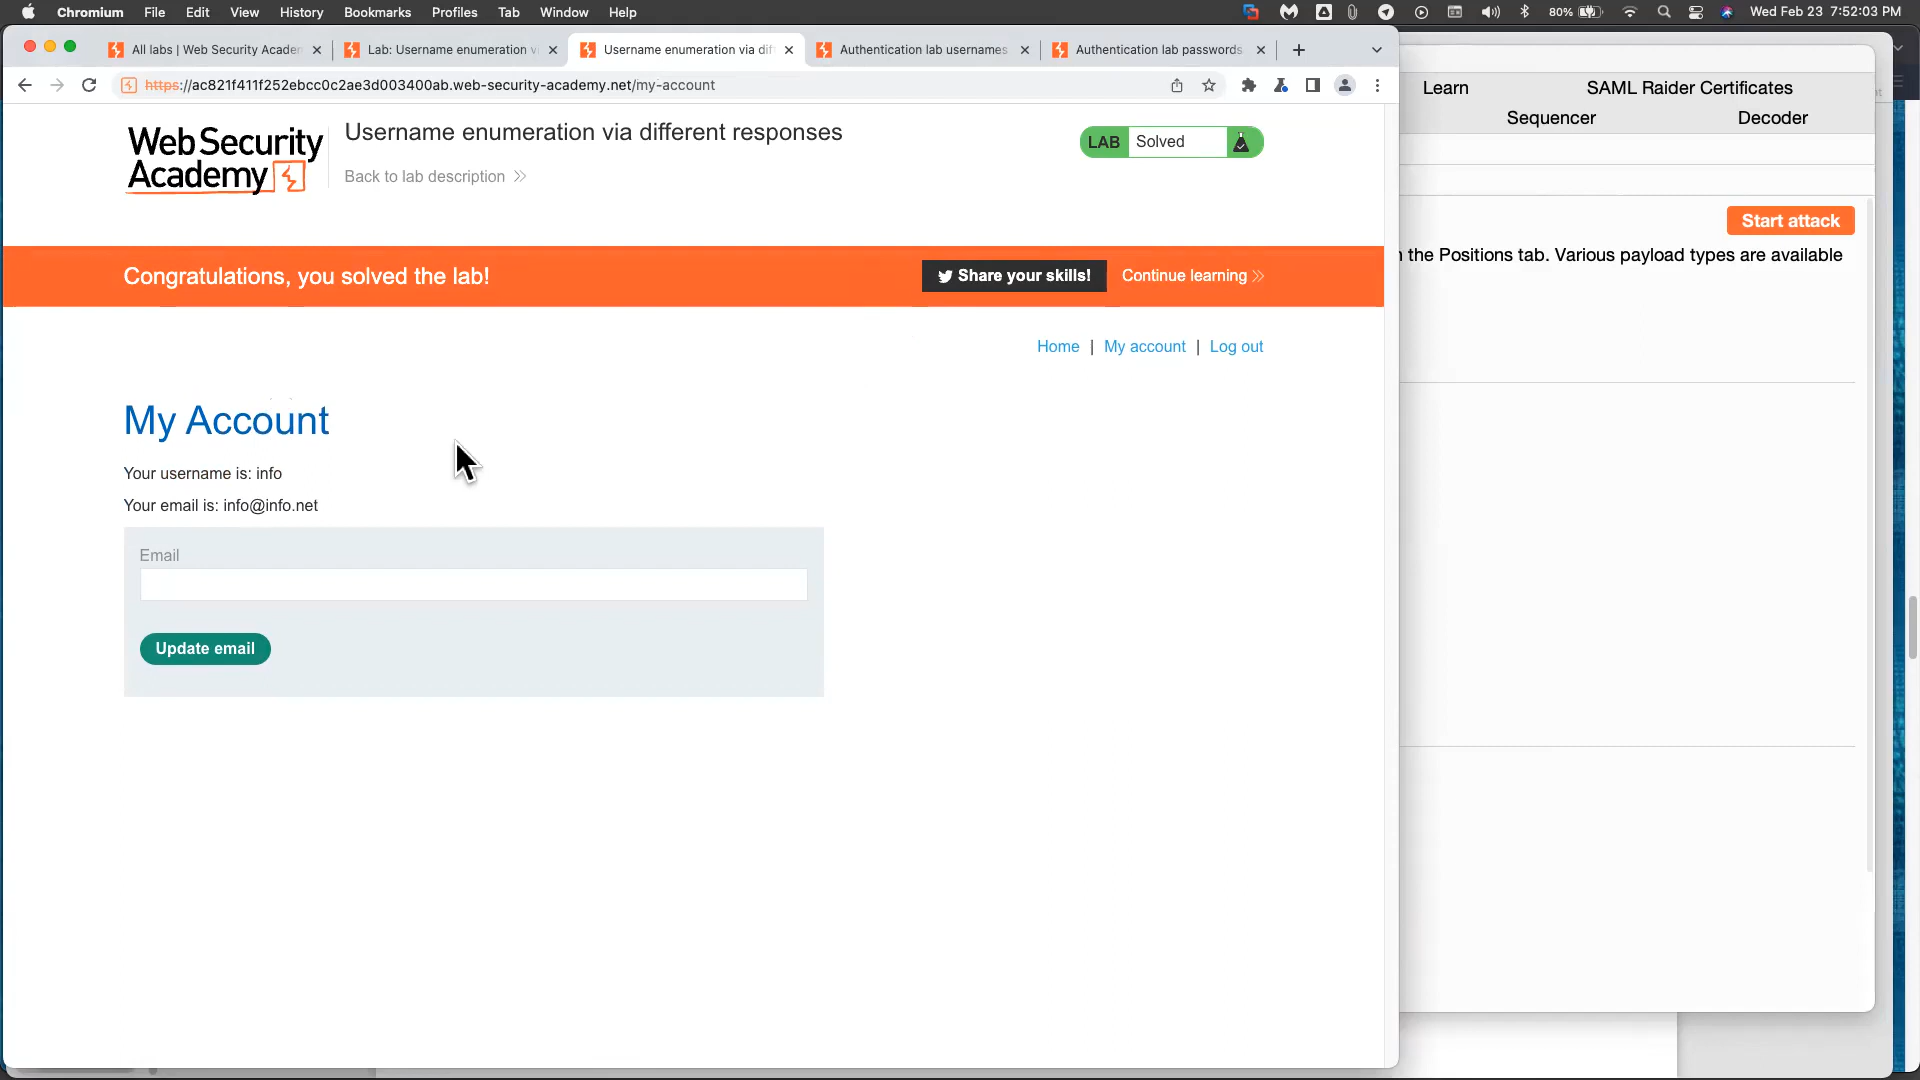 Chromium File Edit View History Bookmarks Profiles Tab Window Help 80% Wed Feb 23 7:52:03 PM
All labs | Web Security Academ
Lab: Username enumeration v
Username enumeration via diff
Authentication lab usernames
Authentication lab passwords
https://ac821f411f252ebcc0c2ae3d003400ab.web-security-academy.net/my-account
Learn SAML Raider Certificates
Sequencer Decoder
Web Security
Academy
Username enumeration via different responses
Back to lab description
LAB Solved
Start attack
the Positions tab. Various payload types are available
Congratulations, you solved the lab!
Share your skills!
Continue learning
Home | My account | Log out
My Account
Your username is: info
Your email is: info@info.net
Email
Update email